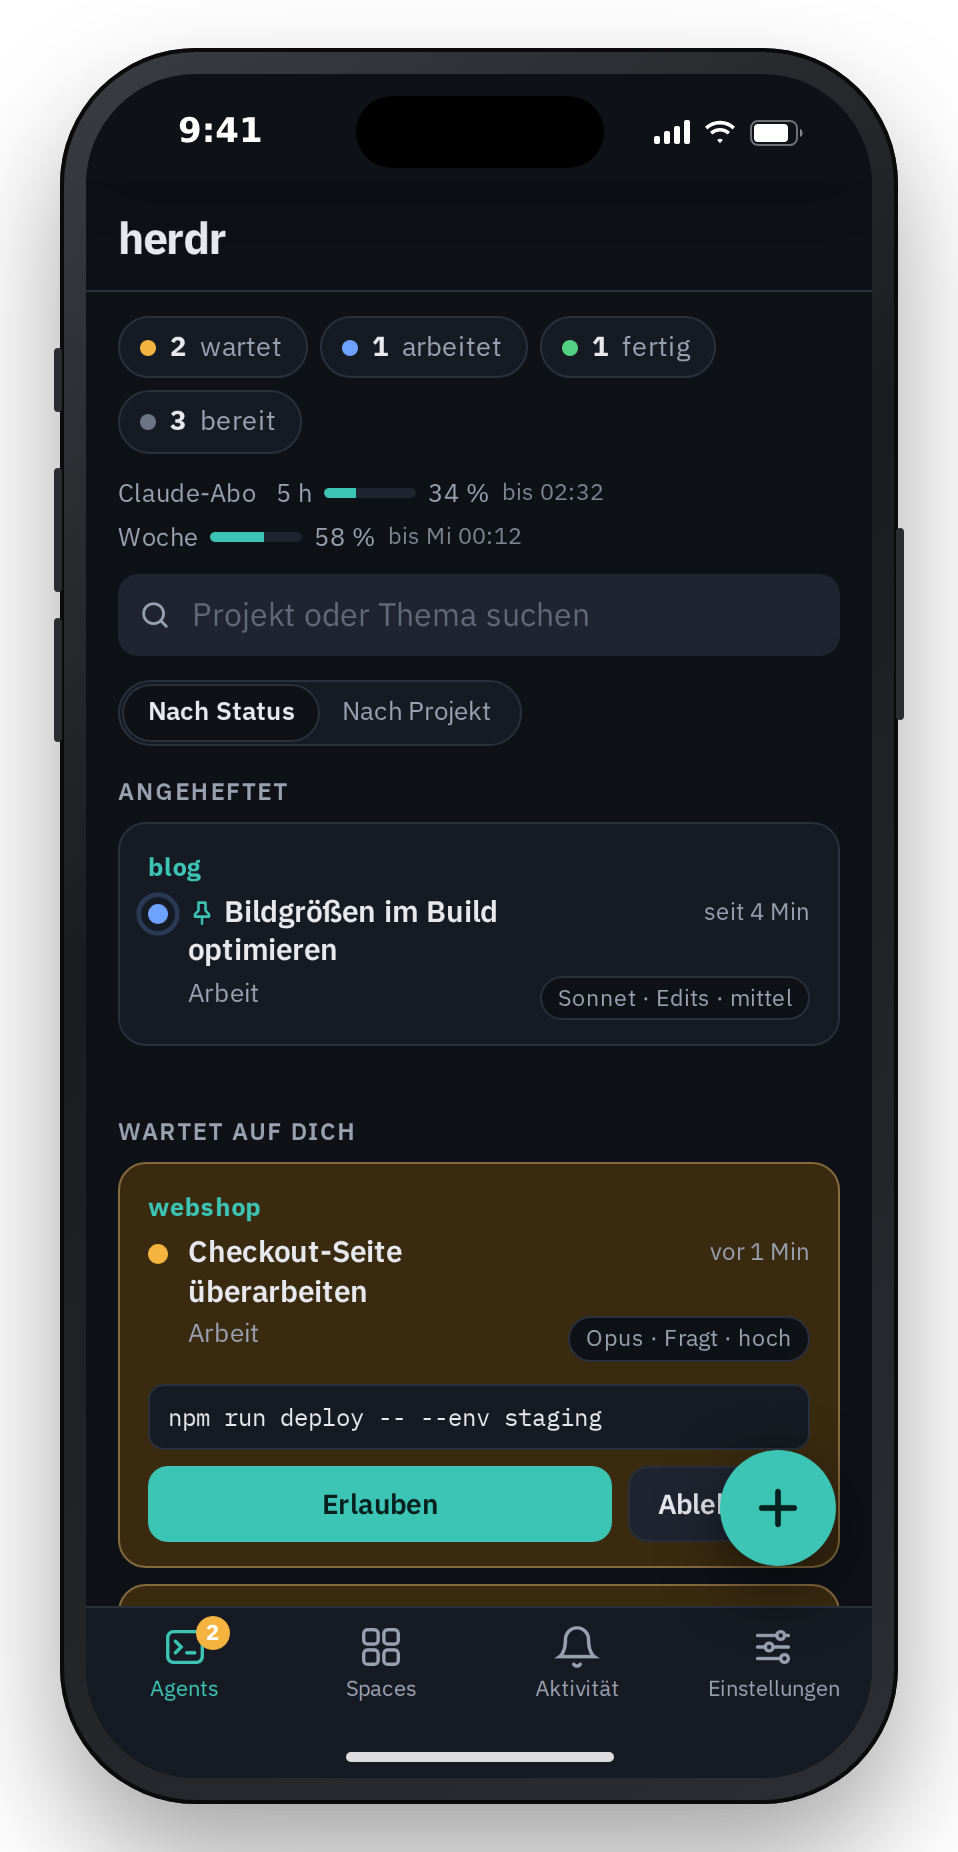 9:41
herdr
2 wartet 1 arbeitet 1 fertig
3 bereit
Claude-Abo 5 h 34 % bis 02:32
Woche 58 % bis Mi 00:12
Projekt oder Thema suchen
Nach Status Nach Projekt
ANGEHEFTET
blog
Bildgrößen im Build seit 4 Min
optimieren
Arbeit Sonnet · Edits · mittel
WARTET AUF DICH
webshop
Checkout-Seite vor 1 Min
überarbeiten
Arbeit Opus · Fragt · hoch
npm run deploy -- --env staging
Erlauben
2
Agents Spaces Aktivität Einstellungen